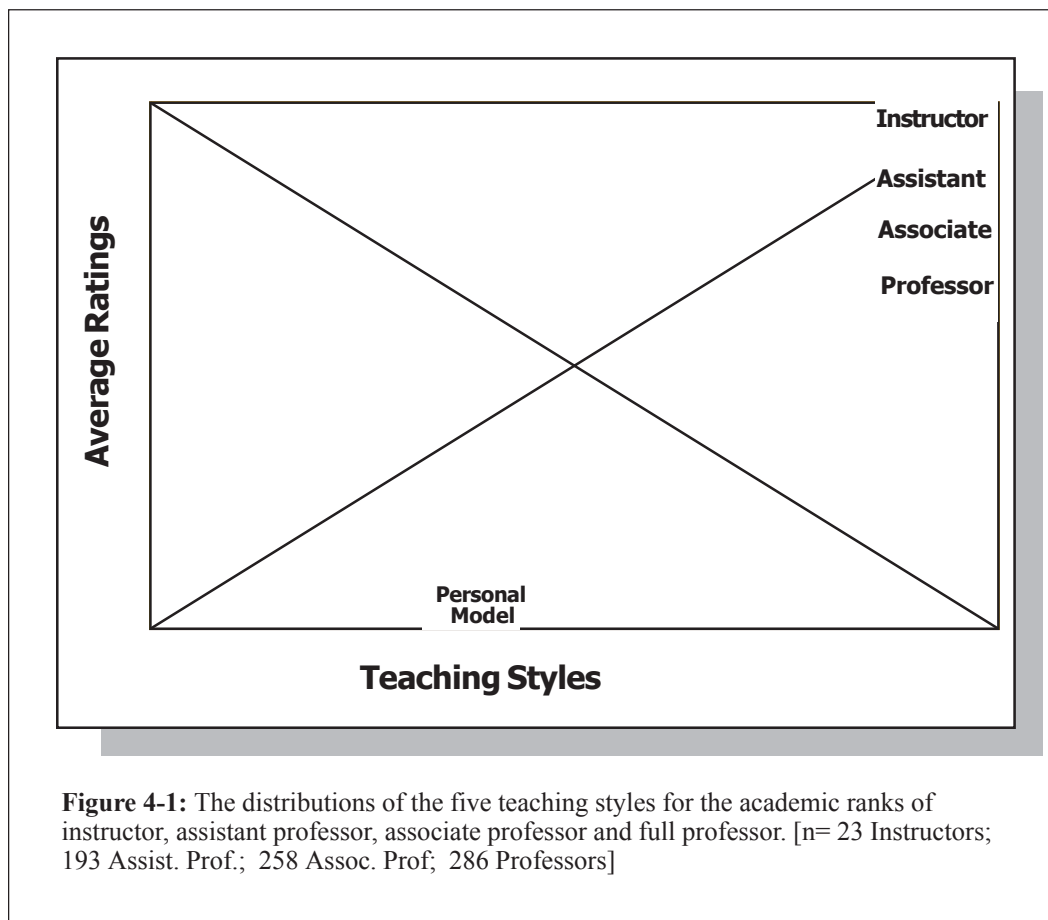 Instructor
Assistant
Associate
Professor
Average Ratings
Personal
Model
Teaching Styles
Figure 4-1: The distributions of the five teaching styles for the academic ranks of
instructor, assistant professor, associate professor and full professor. [n= 23 Instructors;
193 Assist. Prof.; 258 Assoc. Prof; 286 Professors]